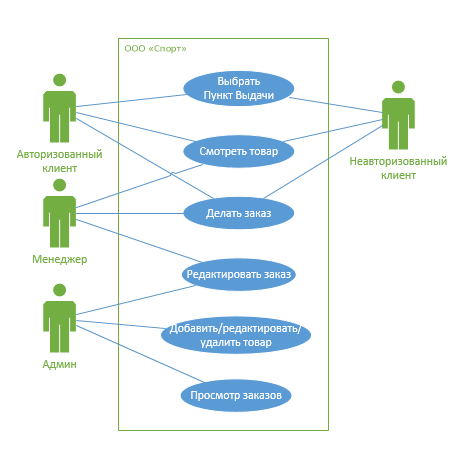 ООО «Спорт»
Выбрать
Пункт Выдачи
Авторизованный
клиент
Смотреть товар
Неавторизованный
клиент
Делать заказ
Менеджер
Редактировать заказ
Добавить/редактировать/
удалить товар
Админ
Просмотр заказов